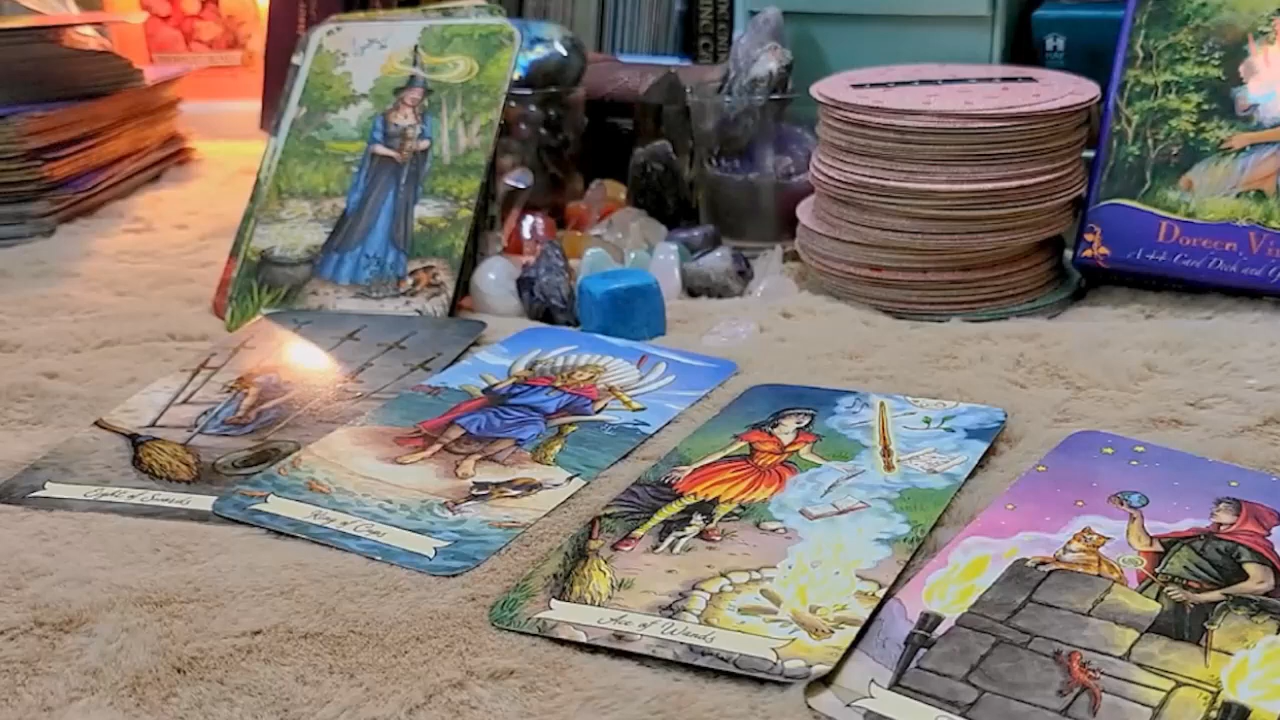 Doreen Vi
A 44 Card Deck and G
Eight of Swords
King of Cups
Ace of Wands